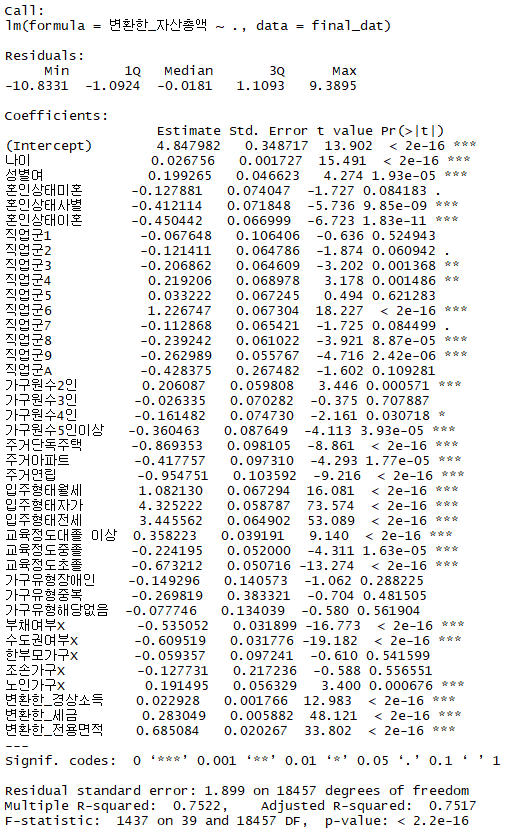 Call:
lm(formula = 변환한_자산총액 ~ ., data = final_dat)
Residuals:
Min 1Q Median 3Q Max
-10.8331 -1.0924 -0.0181 1.1093 9.3895
Coefficients:
Estimate Std. Error t value Pr(>|t|)
(Intercept) 4.847982 0.348717 13.902 < 2e-16 ***
나이 0.026756 0.001727 15.491 < 2e-16 ***
성별여 0.199265 0.046623 4.274 1.93e-05 ***
혼인상태미혼 -0.127881 0.074047 -1.727 0.084183 .
혼인상태사별 -0.412114 0.071848 -5.736 9.85e-09 ***
혼인상태이혼 -0.450442 0.066999 -6.723 1.83e-11 ***
직업군1 -0.067648 0.106406 -0.636 0.524943
직업군2 -0.121411 0.064786 -1.874 0.060942 .
직업군3 -0.206862 0.064609 -3.202 0.001368 **
직업군4 0.219206 0.068978 3.178 0.001486 **
직업군5 0.033222 0.067245 0.494 0.621283
직업군6 1.226747 0.067304 18.227 < 2e-16 ***
직업군7 -0.112868 0.065421 -1.725 0.084499 .
직업군8 -0.239242 0.061022 -3.921 8.87e-05 ***
직업군9 -0.262989 0.055767 -4.716 2.42e-06 ***
직업군A -0.428375 0.267482 -1.602 0.109281
가구원수2인 0.206087 0.059808 3.446 0.000571 ***
가구원수3인 -0.026335 0.070282 -0.375 0.707887
가구원수4인 -0.161482 0.074730 -2.161 0.030718 *
가구원수5인이상 -0.360463 0.087649 -4.113 3.93e-05 ***
주거단독주택 -0.869353 0.098105 -8.861 < 2e-16 ***
주거아파트 -0.417757 0.097310 -4.293 1.77e-05 ***
주거연립 -0.954751 0.103592 -9.216 < 2e-16 ***
입주형태월세 1.082130 0.067294 16.081 < 2e-16 ***
입주형태자가 4.325222 0.058787 73.574 < 2e-16 ***
입주형태전세 3.445562 0.064902 53.089 < 2e-16 ***
교육정도대졸 이상 0.358223 0.039191 9.140 < 2e-16 ***
교육정도중졸 -0.224195 0.052000 -4.311 1.63e-05 ***
교육정도초졸 -0.673212 0.050716 -13.274 < 2e-16 ***
가구유형장애인 -0.149296 0.140573 -1.062 0.288225
가구유형중복 -0.269819 0.383321 -0.704 0.481505
가구유형해당없음 -0.077746 0.134039 -0.580 0.561904
부채여부X -0.535052 0.031899 -16.773 < 2e-16 ***
수도권여부X -0.609519 0.031776 -19.182 < 2e-16 ***
한부모가구X -0.059357 0.097241 -0.610 0.541599
조손가구X -0.127731 0.217236 -0.588 0.556551
노인가구X 0.191495 0.056329 3.400 0.000676 ***
변환한_경상소득 0.022928 0.001766 12.983 < 2e-16 ***
변환한_세금 0.283049 0.005882 48.121 < 2e-16 ***
변환한_전용면적 0.685084 0.020267 33.802 < 2e-16 ***
---
Signif. codes: 0 ‘***’ 0.001 ‘**’ 0.01 ‘*’ 0.05 ‘.’ 0.1 ‘ ’ 1
Residual standard error: 1.899 on 18457 degrees of freedom
Multiple R-squared: 0.7522, Adjusted R-squared: 0.7517
F-statistic: 1437 on 39 and 18457 DF, p-value: < 2.2e-16